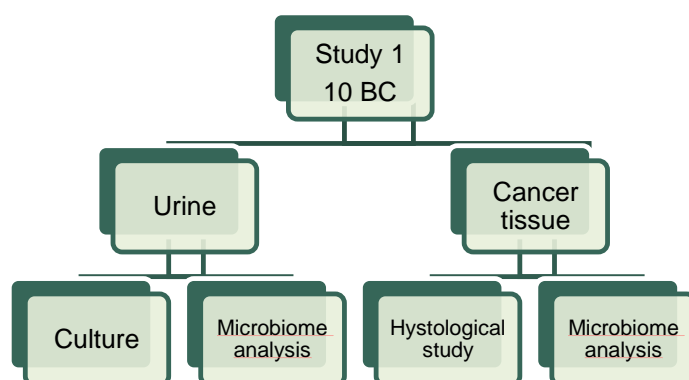 Study 1
10 BC
Urine
Cancer
tissue
Culture
Microbiome
analysis
Hystological
study
Microbiome
analysis